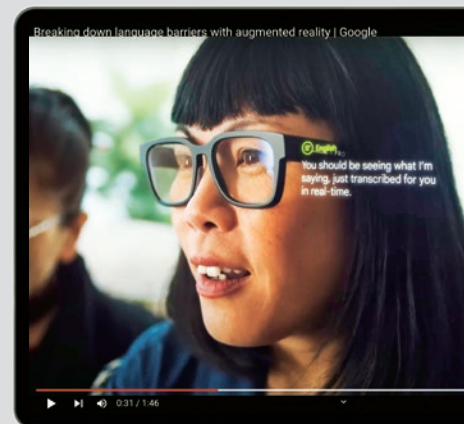 Breaking down language barriers with augmented reality | Google
English
You should be seeing what I'm
saying, just transcribed for you
in real-time.
0:31 / 1:46